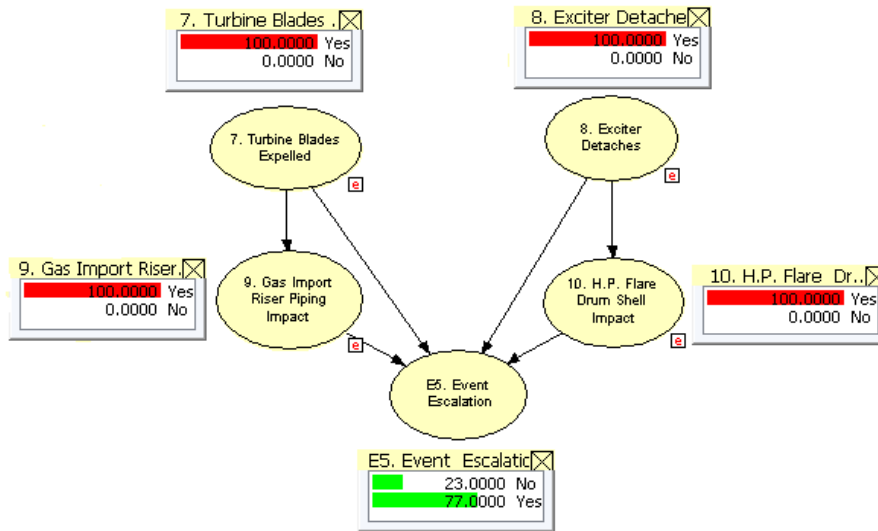 7. Turbine Blades .
100.0000 Yes
0.0000 No
8. Exciter Detache
100.0000 Yes
0.0000 No
7. Turbine Blades
Expelled
e
8. Exciter
Detaches
e
9. Gas Import Riser.
100.0000 Yes
0.0000 No
9. Gas Import
Riser Piping
Impact
e
10. H.P. Flare
Drum Shell
Impact
e
10. H.P. Flare Dr..
100.0000 Yes
0.0000 No
E5. Event
Escalation
E5. Event Escalatic
23.0000 No
77.0000 Yes